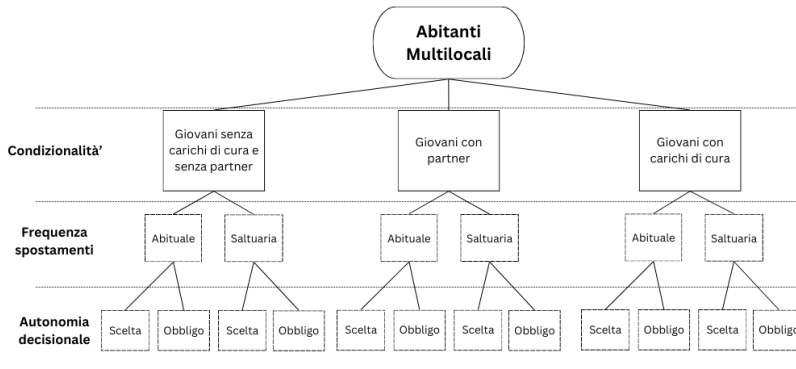 Abitanti
Multilocali
Condizionalità’
Giovani senza
carichi di cura e
senza partner
Giovani con
partner
Giovani con
carichi di cura
Frequenza
spostamenti
Abituale
Saltuaria
Abituale
Saltuaria
Abituale
Saltuaria
Autonomia
decisionale
Scelta
Obbligo
Scelta
Obbligo
Scelta
Obbligo
Scelta
Obbligo
Scelta
Obbligo
Scelta
Obbligo